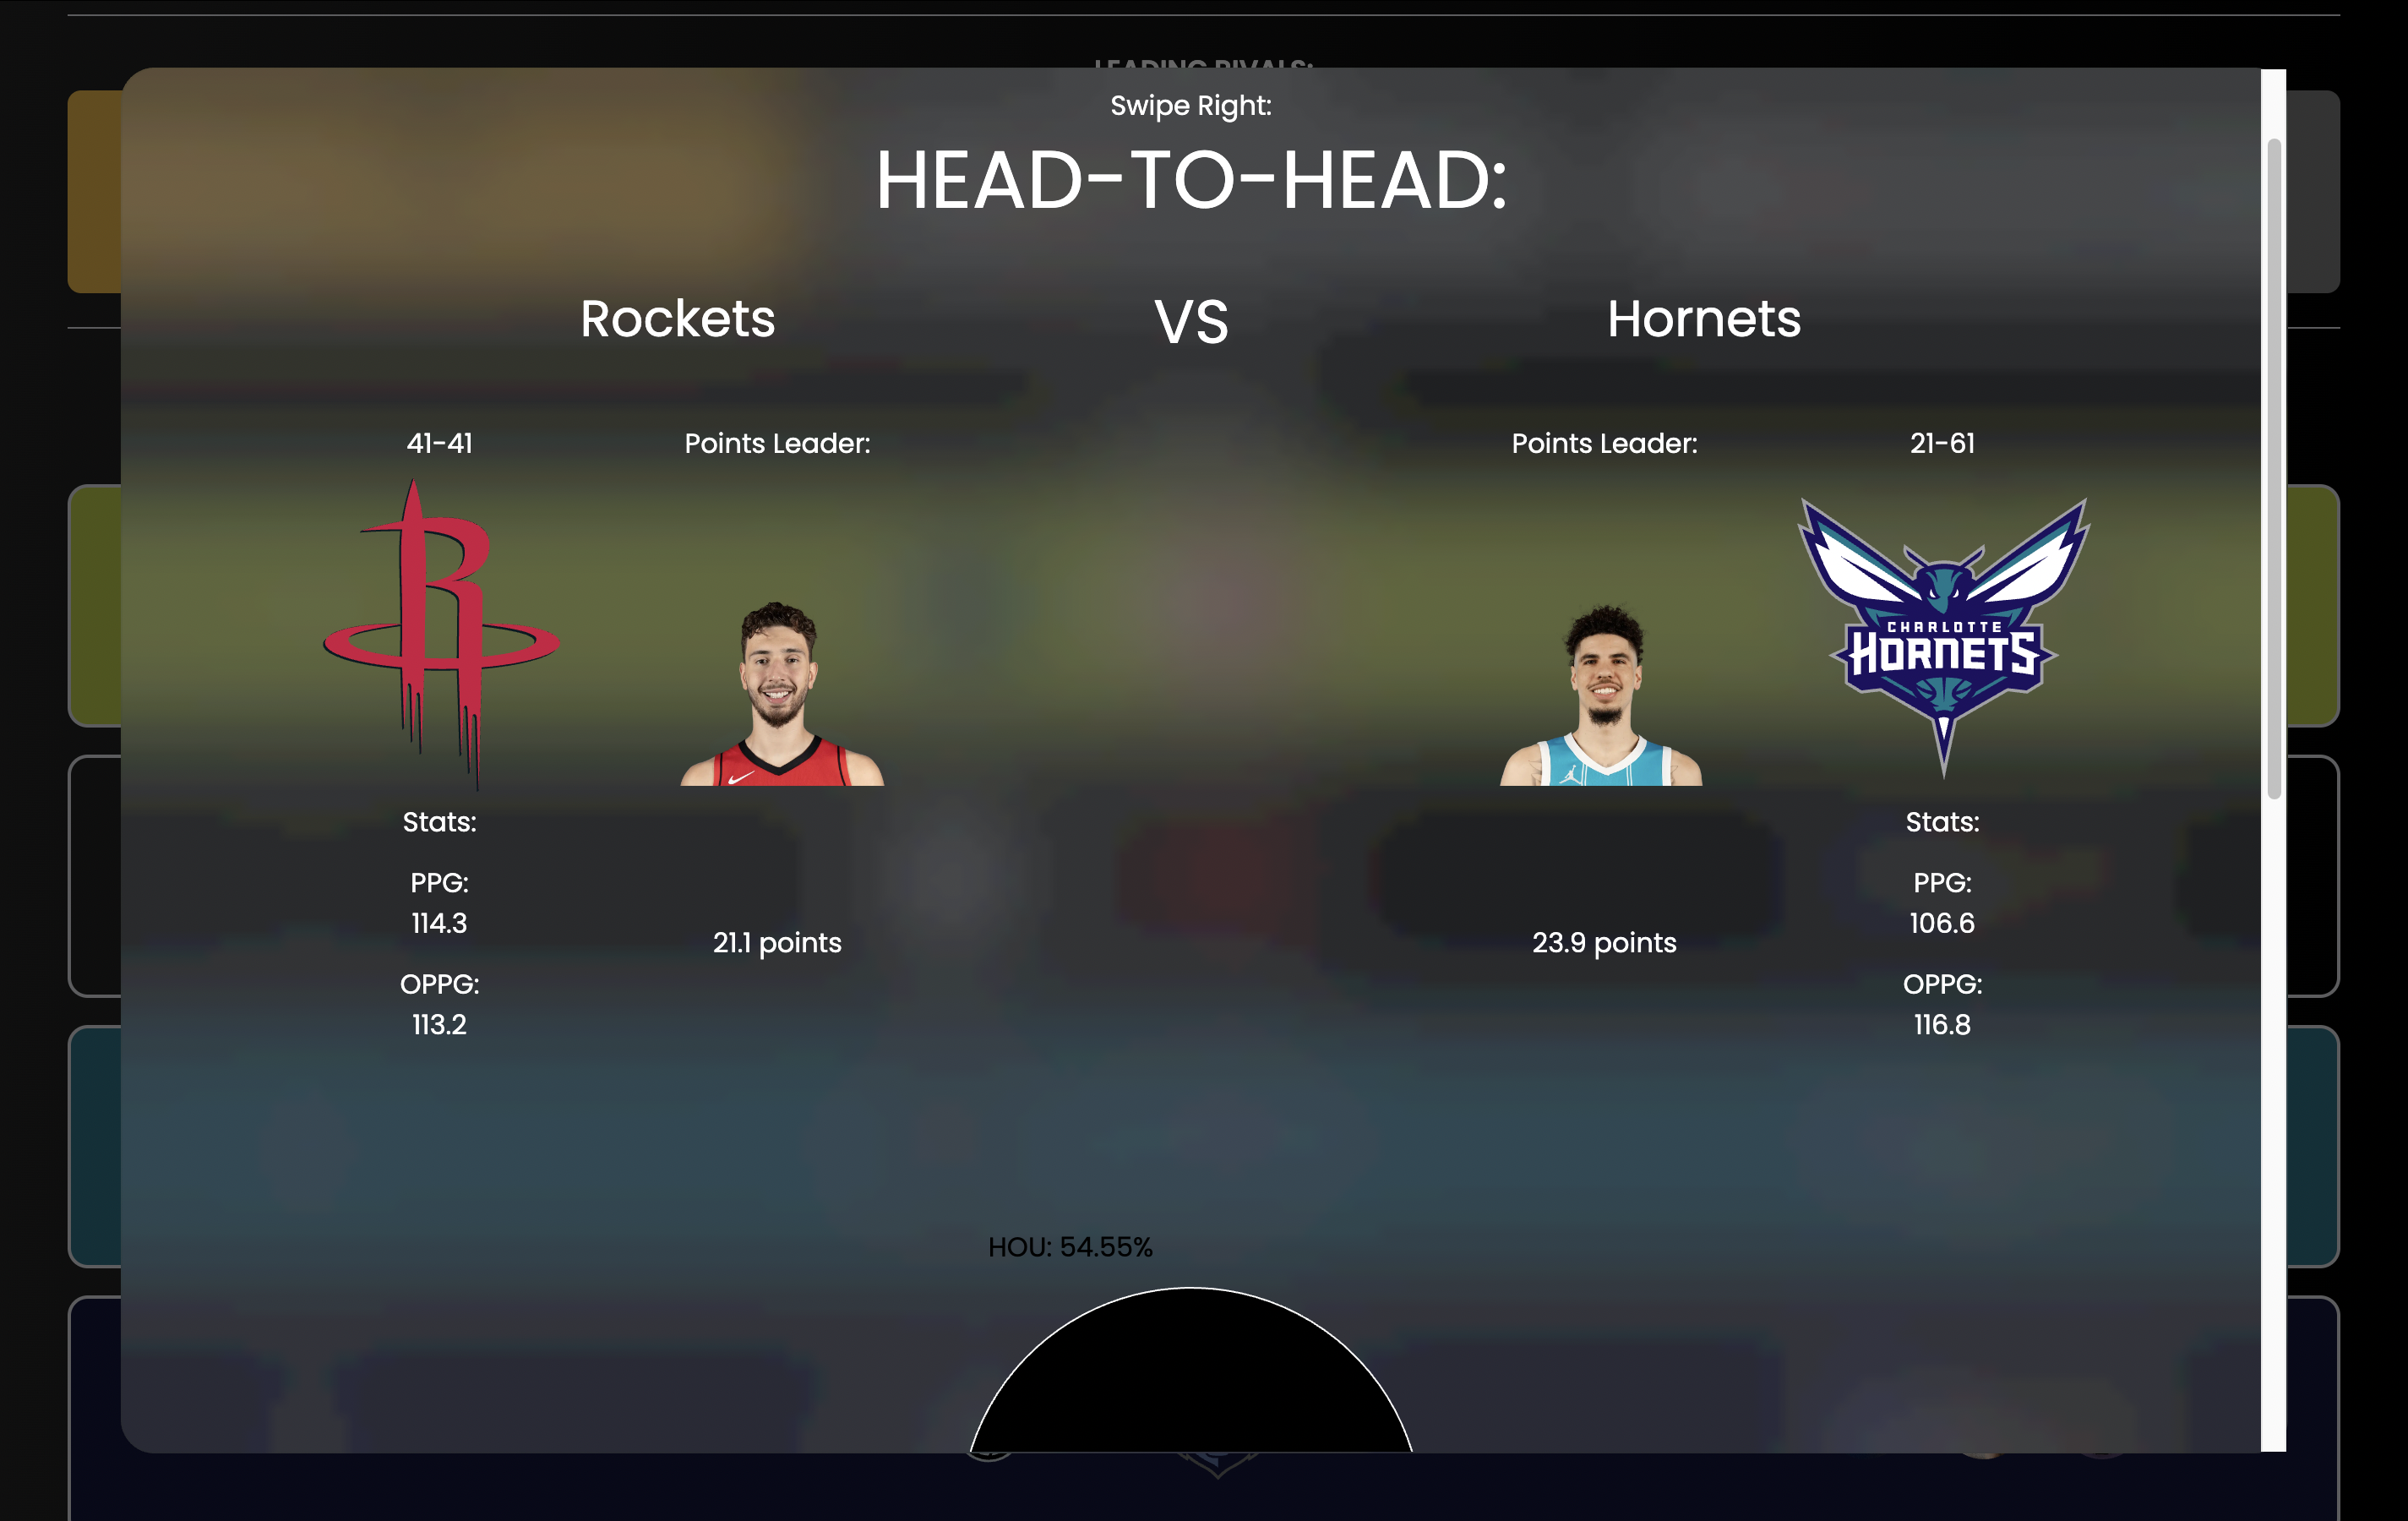 LEADING RIVALS:
Swipe Right:
HEAD-TO-HEAD:
Rockets
VS
Hornets
41-41
Points Leader:
Points Leader:
21-61
R
CHARLOTTE
HORNETS
Stats:
Stats:
PPG:
PPG:
114.3
106.6
21.1 points
23.9 points
OPPG:
OPPG:
113.2
116.8
HOU: 54.55%